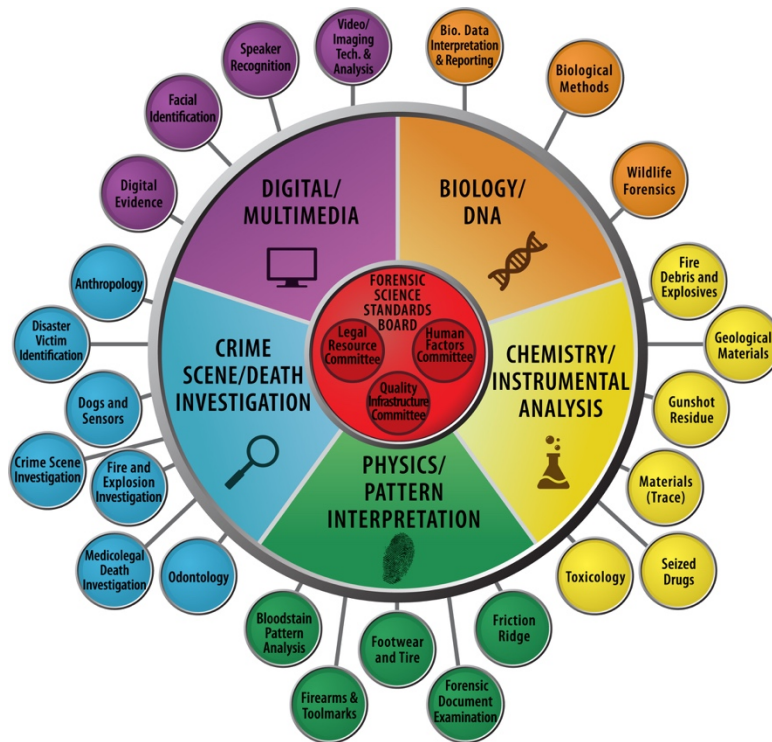 Video/
Imaging
Tech. &
Analysis
Bio. Data
Interpretation
& Reporting
Speaker
Recognition
Biological
Methods
Facial
Identification
Wildlife
Forensics
Digital
Evidence
DIGITAL/
MULTIMEDIA
BIOLOGY/
DNA
Anthropology
Fire
Debris and
Explosives
Disaster
Victim
Identification
Geological
Materials
FORENSIC
SCIENCE
STANDARDS
BOARD
Legal
Resource
Committee
Human
Factors
Committee
Quality
Infrastructure
Committee
CRIME
SCENE/DEATH
INVESTIGATION
CHEMISTRY/
INSTRUMENTAL
ANALYSIS
Dogs and
Sensors
Gunshot
Residue
Crime Scene
Investigation
Fire and
Explosion
Investigation
PHYSICS/
PATTERN
INTERPRETATION
Materials
(Trace)
Medicolegal
Death
Investigation
Odontology
Toxicology
Seized
Drugs
Bloodstain
Pattern
Analysis
Footwear
and Tire
Friction
Ridge
Firearms &
Toolmarks
Forensic
Document
Examination